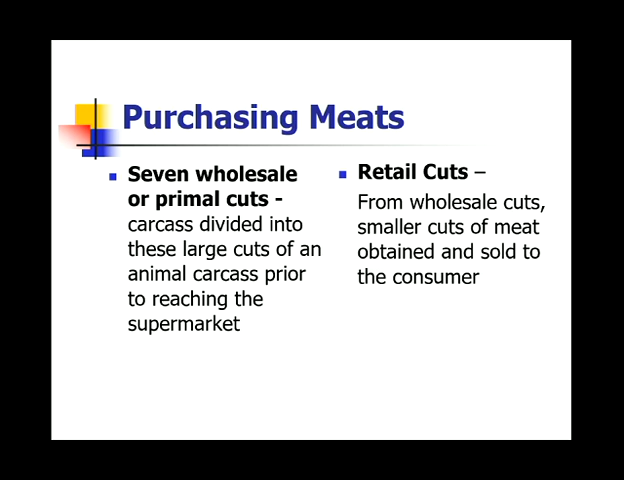 Purchasing Meats
Seven wholesale
or primal cuts -
carcass divided into
these large cuts of an
animal carcass prior
to reaching the
supermarket
Retail Cuts –
From wholesale cuts,
smaller cuts of meat
obtained and sold to
the consumer